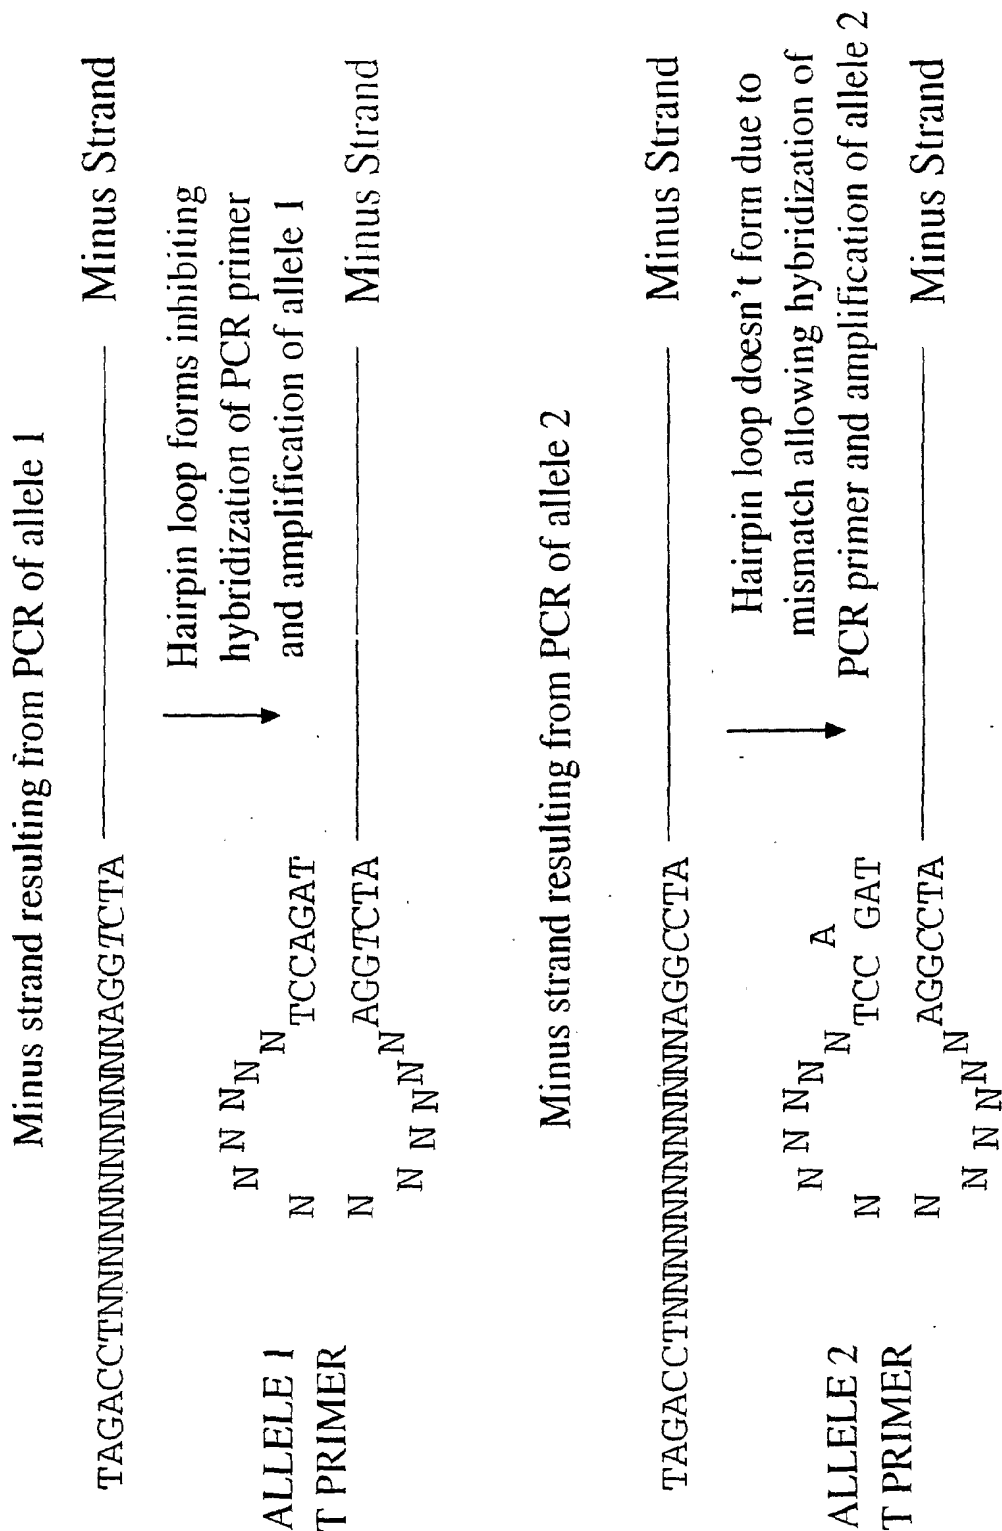 Minus strand resulting from PCR of allele 1
TAGACCTNNNNNNNNNNNNNNAGGTCTA Minus Strand
Hairpin loop forms inhibiting
hybridization of PCR primer
and amplification of allele 1
ALLELE 1
T PRIMER
N N N N N N
N
TCCAGAT
N
N N N N N
AGGTCTA Minus Strand
Minus strand resulting from PCR of allele 2
TAGACCTNNNNNNNNNNNNNNAGGCCTA Minus Strand
Hairpin loop doesn't form due to
mismatch allowing hybridization of
PCR primer and amplification of allele 2
ALLELE 2
T PRIMER
N N N N N
A
N
TCC GAT
N
N N N N N
AGGCCTA Minus Strand